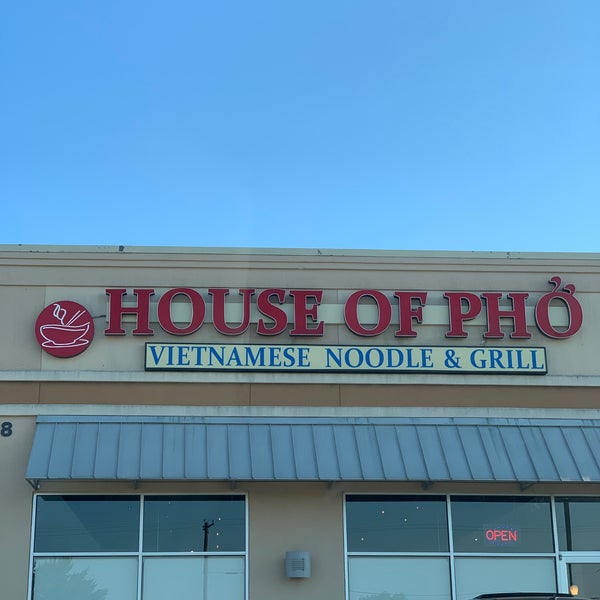 HOUSE OF PHỞ
VIETNAMESE NOODLE & GRILL
8
OPEN